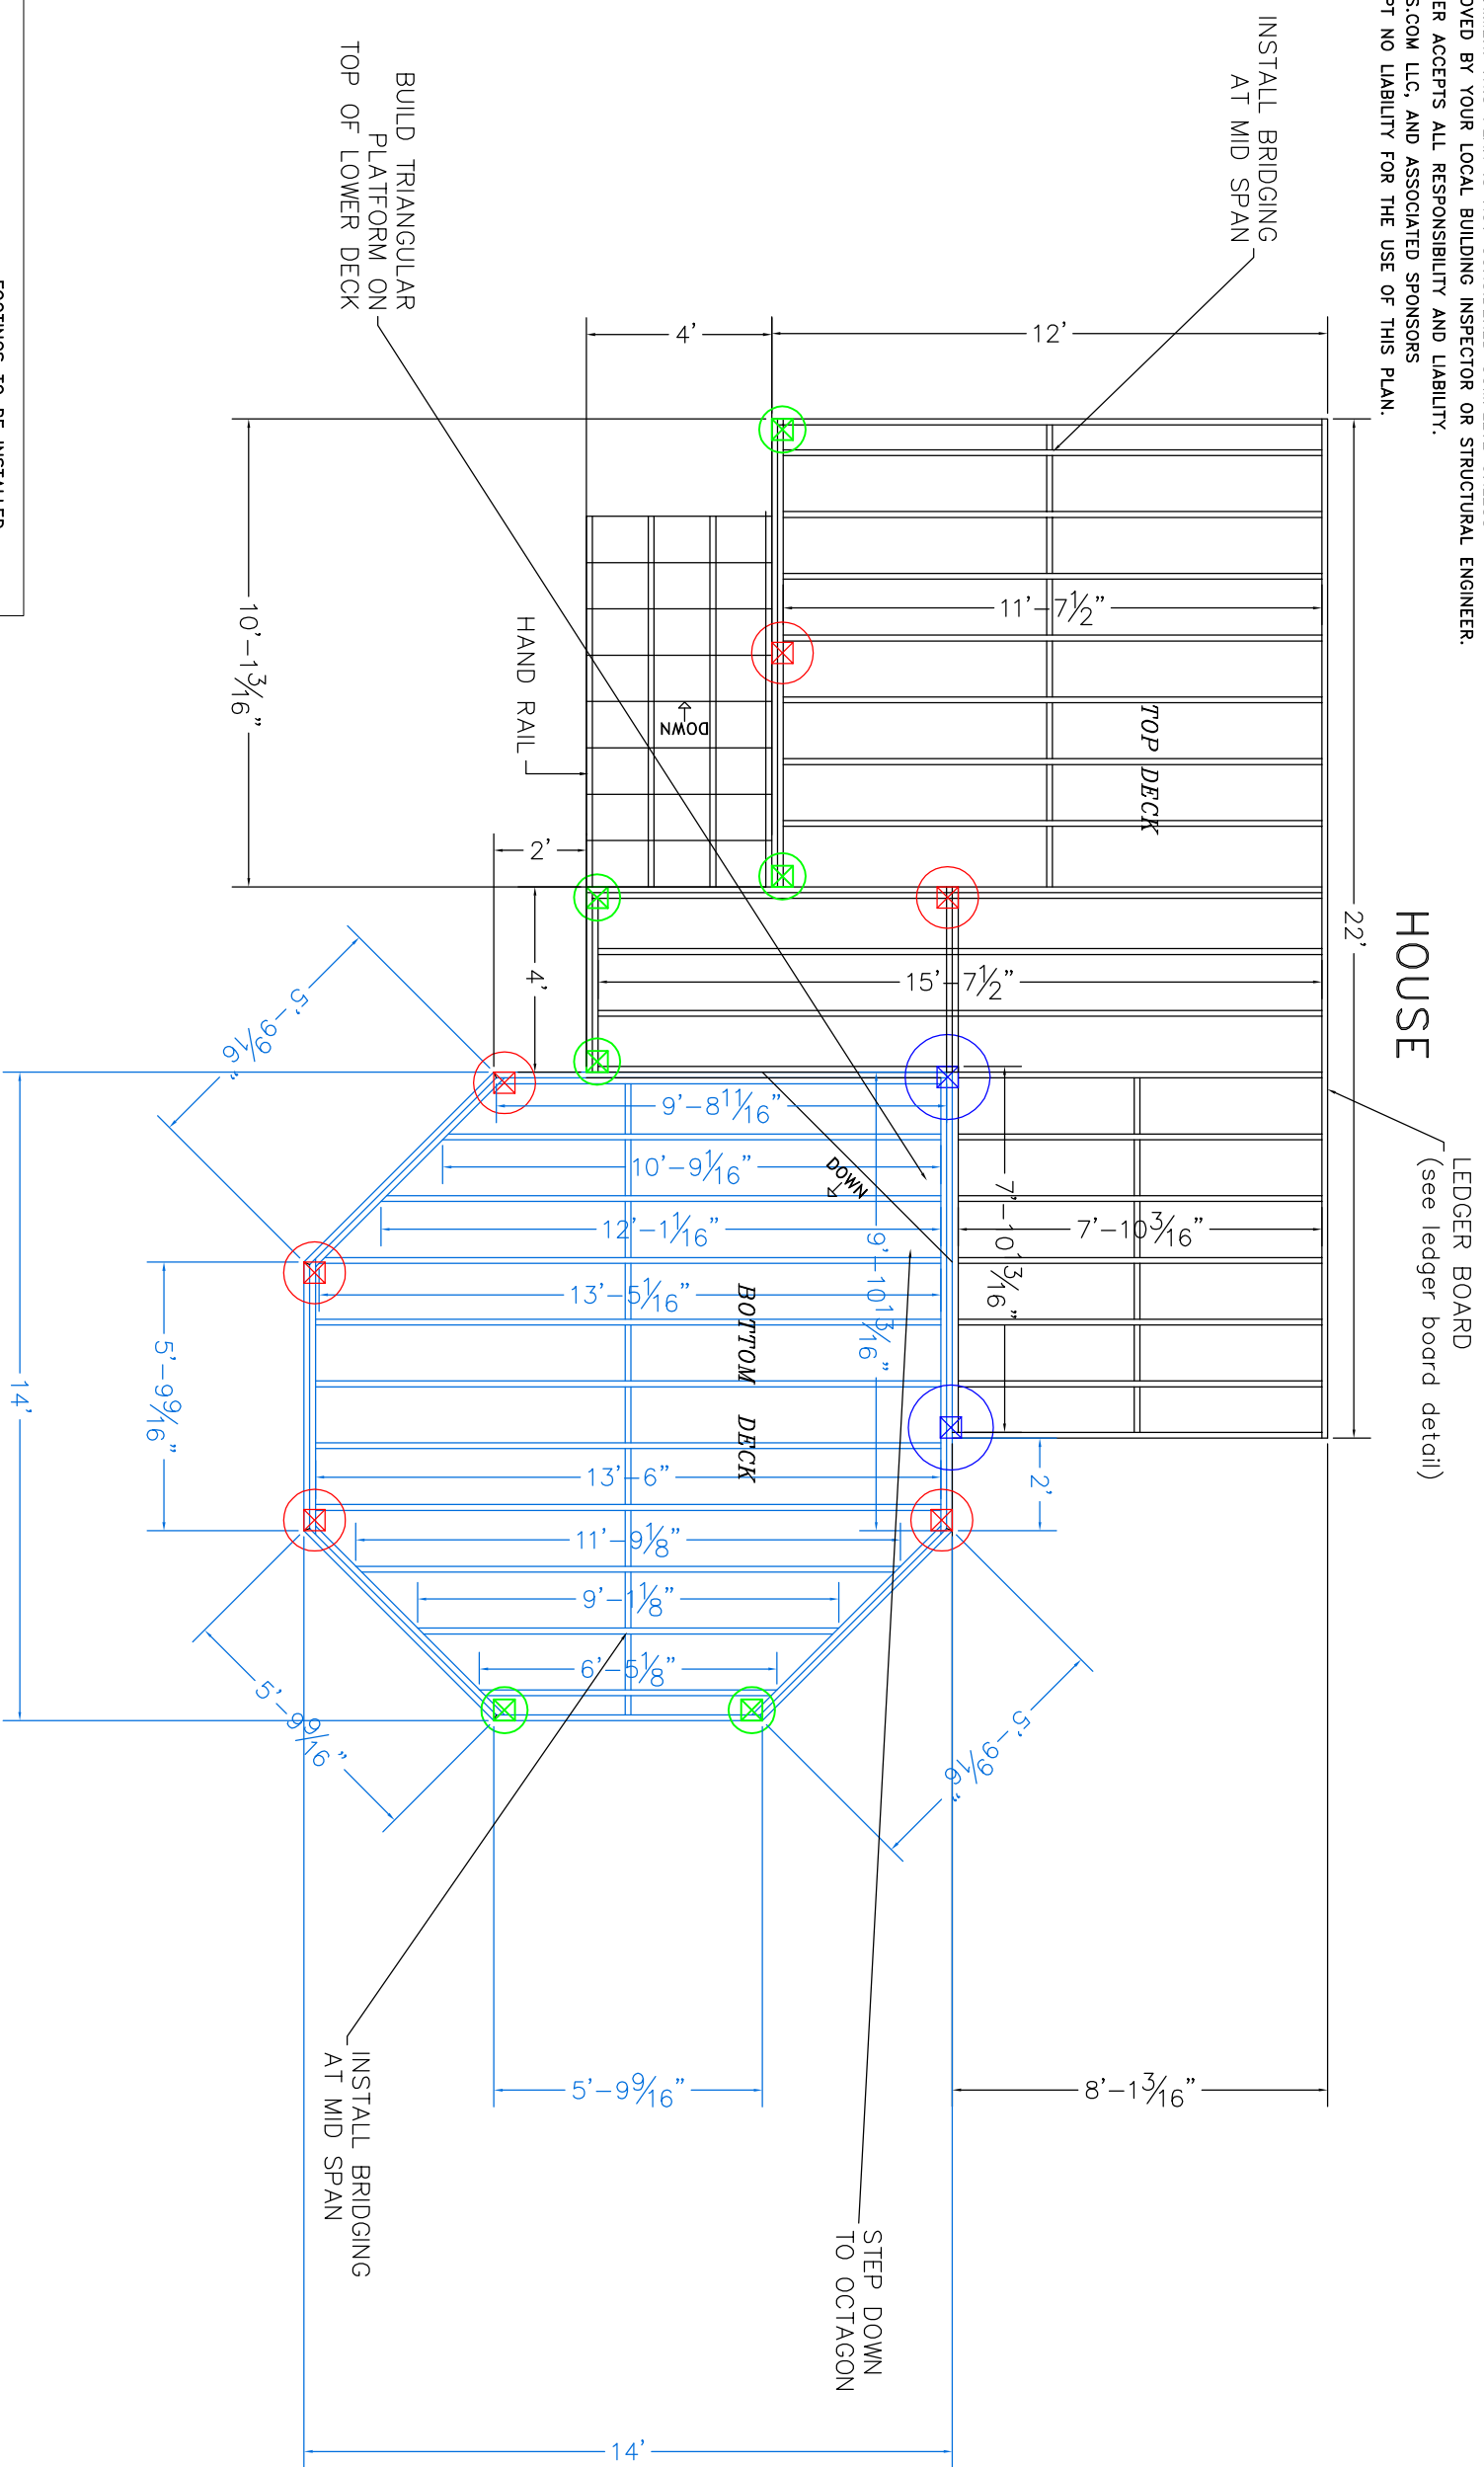 OVED BY YOUR LOCAL BUILDING INSPECTOR OR STRUCTURAL ENGINEER.
ER ACCEPTS ALL RESPONSIBILITY AND LIABILITY.
S.COM LLC, AND ASSOCIATED SPONSORS
PT NO LIABILITY FOR THE USE OF THIS PLAN.
HOUSE
LEDGER BOARD
(see ledger board detail)
22'
INSTALL BRIDGING
AT MID SPAN
12'
4'
11'-7 1/2"
TOP DECK
15'-7 1/2"
7'-10 3/16"
7'-10 3/16"
2'
8'-1 3/16"
DOWN
HAND RAIL
10'-1 3/16"
BUILD TRIANGULAR
PLATFORM ON
TOP OF LOWER DECK
2'
4'
DOWN
9'-10 13/16"
9'-8 11/16"
10'-9 1/16"
12'-1 1/16"
13'-5 1/16"
BOTTOM DECK
13'-6"
11'-9 1/8"
9'-1 1/8"
6'-5 1/8"
5'-9 9/16"
5'-9 9/16"
5'-9 9/16"
5'-9 9/16"
5'-9 9/16"
14'
14'
STEP DOWN
TO OCTAGON
INSTALL BRIDGING
AT MID SPAN
FOOTINGS TO BE INSTALLED